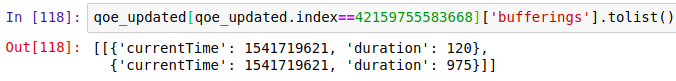 In [118]: qoe_updated[qoe_updated.index==42159755583668]['bufferings'].tolist()
Out[118]: [[{'currentTime': 1541719621, 'duration': 120},
{'currentTime': 1541719621, 'duration': 975}]]